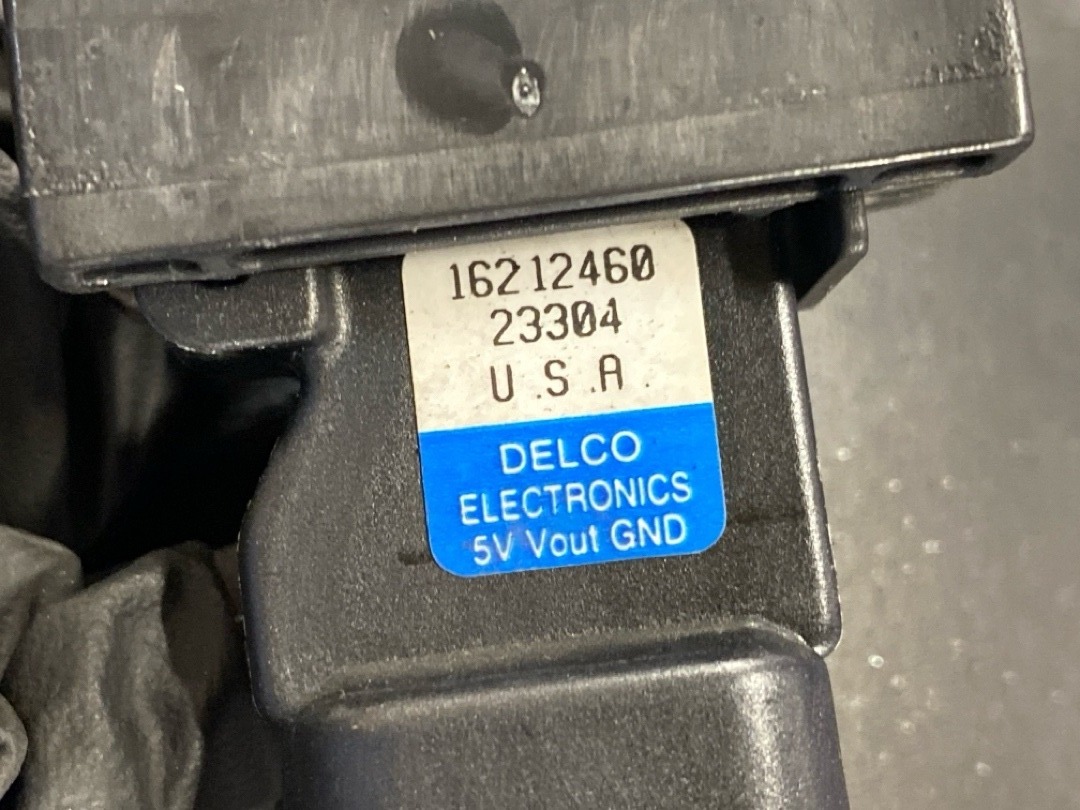 16212460
23304
U.S.A.
DELCO
ELECTRONICS
5V Vout GND